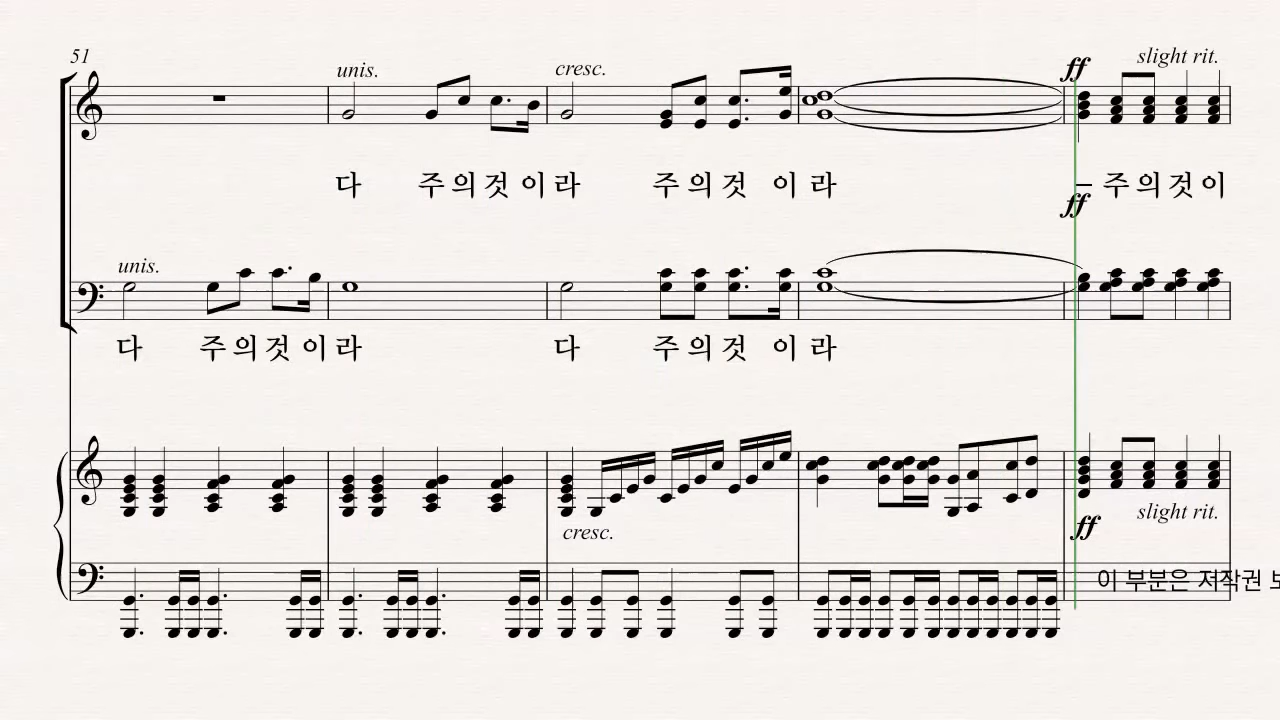 51
unis.
cresc.
ff
slight rit.
다 주의것 이라 주의것 이 라 주의것이
ff
unis.
다 주의것 이라 다 주의것 이 라
cresc.
ff
slight rit.
이 부분은 저작권 보